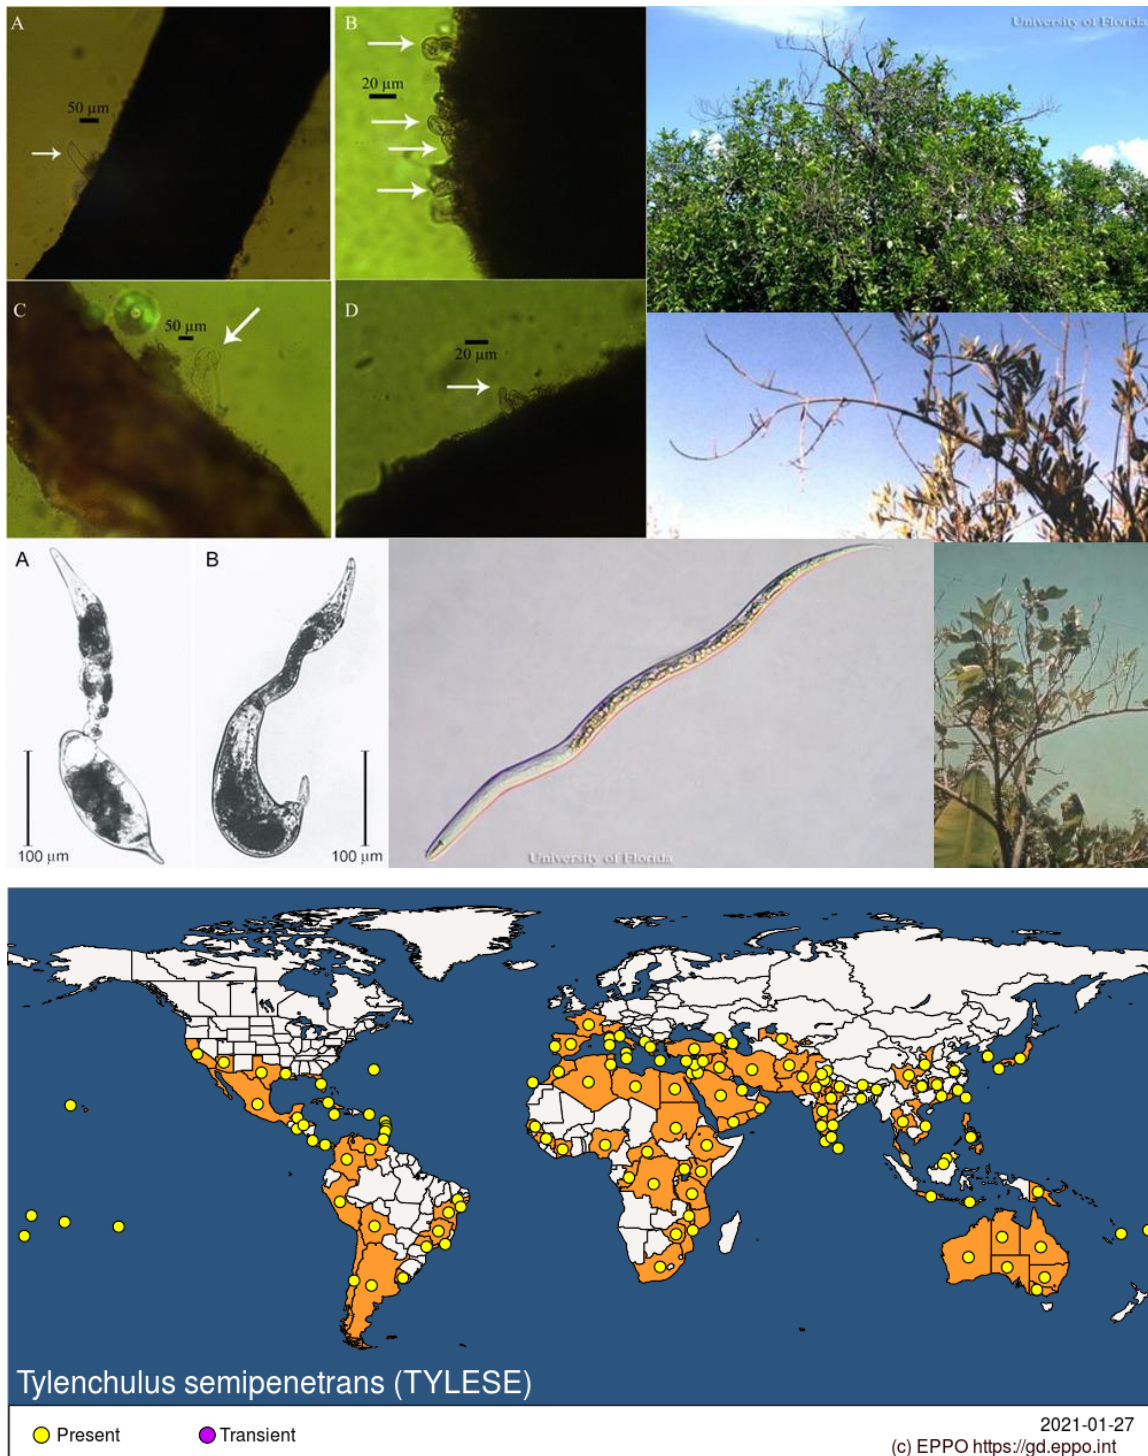 A
50 µm
B
20 µm
University of Florida
C
50 µm
D
20 µm
A
100 µm
B
100 µm
University of Florida
Tylenchulus semipenetrans (TYLESE)
Present
Transient
2021-01-27
(c) EPPO https://gd.eppo.int